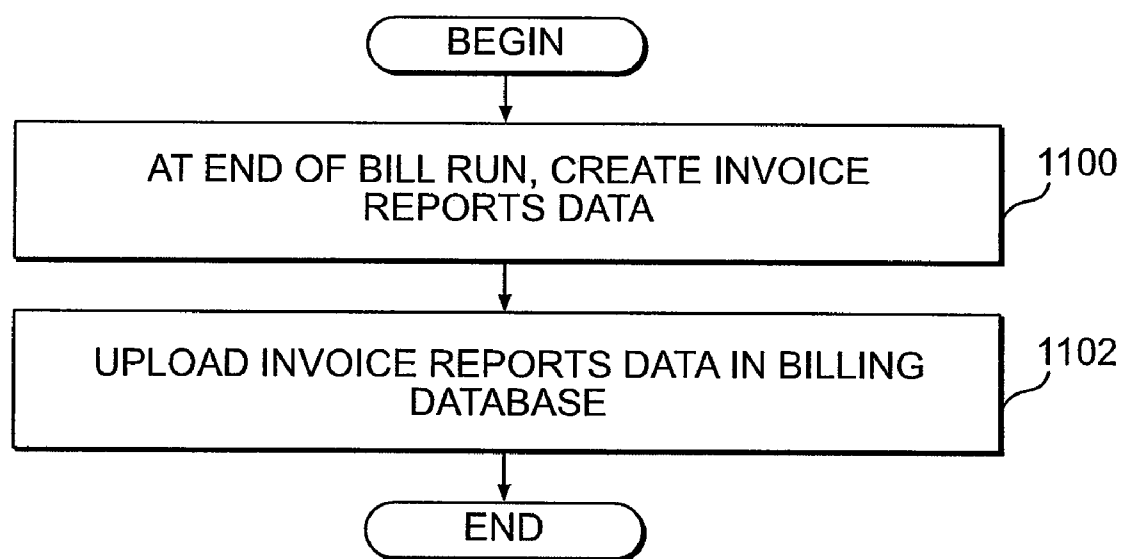 BEGIN
AT END OF BILL RUN, CREATE INVOICE
REPORTS DATA
1100
UPLOAD INVOICE REPORTS DATA IN BILLING
DATABASE
1102
END